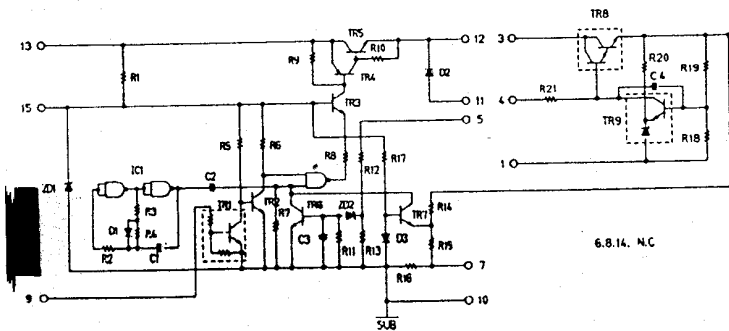 TR8
TR5
13
12
3
R9
R10
R20
R19
TR4
D2
C4
R1
11
4
R21
15
TR3
5
TR9
R18
R5
R6
R8
R12
R17
1
IC1
C2
ZD1
TR2
R7
TR6
ZD2
TR7
R14
R3
TR1
D1
R4
C3
R11
R13
D3
R15
6.8.14. N.C
R2
C1
7
R16
9
10
SUB